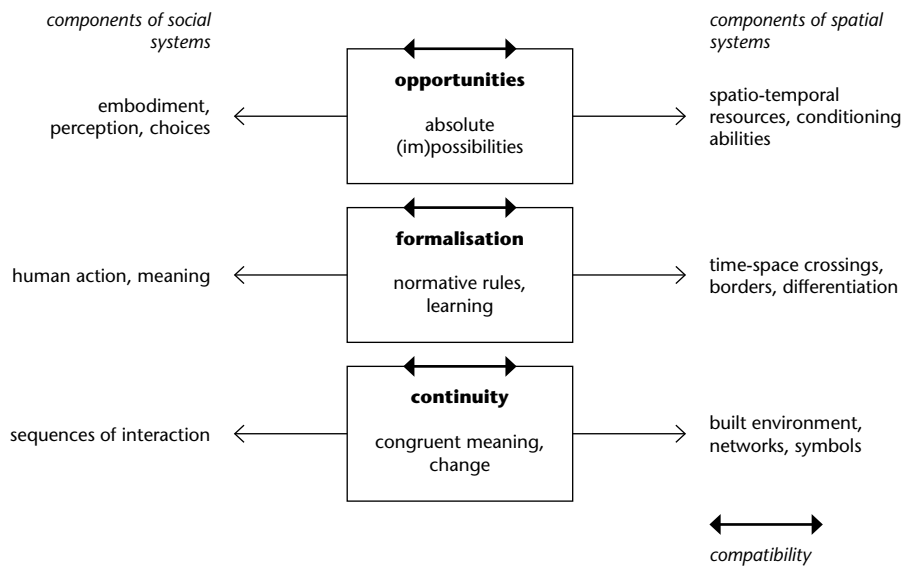 components of social
systems
components of spatial
systems
opportunities
absolute
(im)possibilities
embodiment,
perception, choices
spatio-temporal
resources, conditioning
abilities
formalisation
normative rules,
learning
human action, meaning
time-space crossings,
borders, differentiation
continuity
congruent meaning,
change
sequences of interaction
built environment,
networks, symbols
compatibility